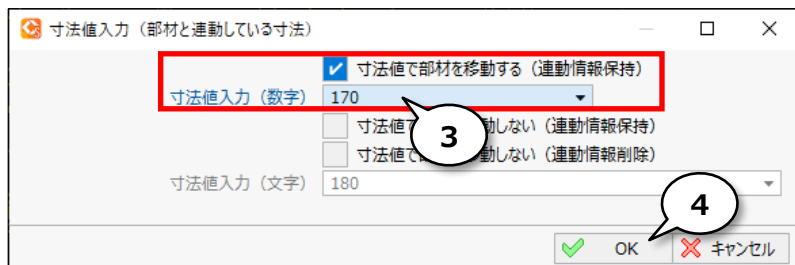 寸法値入力（部材と連動している寸法）
寸法値で部材を移動する（連動情報保持）
寸法値入力（数字） 170
3
寸法値で 動しない（連動情報保持）
寸法値で 動しない（連動情報削除）
寸法値入力（文字） 180
4
OK キャンセル